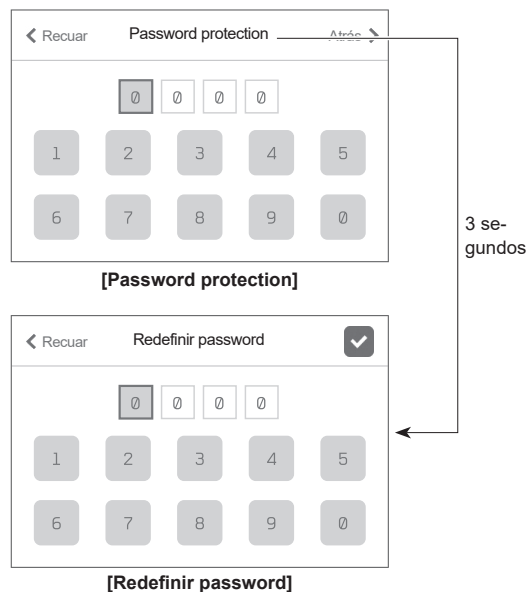 Recuar Password protection Atrás
0 0 0 0
1 2 3 4 5
6 7 8 9 0
[Password protection]
3 se-
gundos
Recuar Redefinir password
0 0 0 0
1 2 3 4 5
6 7 8 9 0
[Redefinir password]